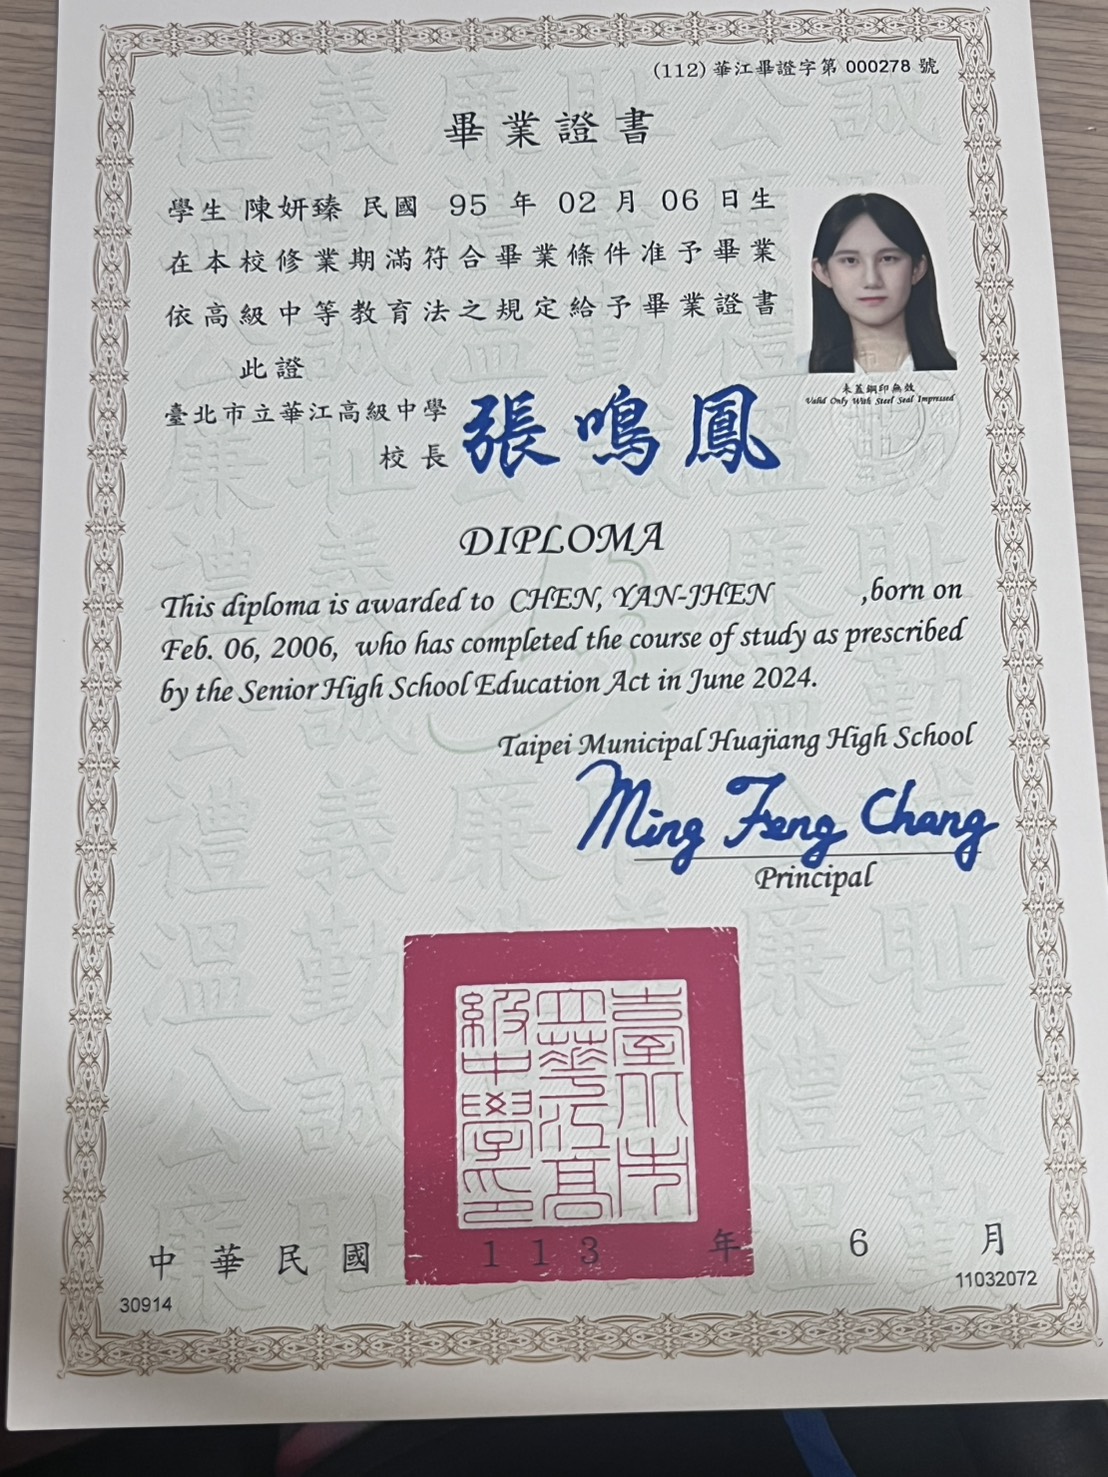 (112) 華江畢證字第 000278 號
畢業證書
學生 陳妍臻 民國 95 年 02 月 06 日生
在本校修業期滿符合畢業條件准予畢業
依高級中等教育法之規定給予畢業證書
此證
未蓋鋼印無效
Valid Only With Steel Seal Impressed
臺北市立華江高級中學
校長 張鳴鳳
DIPLOMA
This diploma is awarded to CHEN, YAN-JHEN ,born on
Feb. 06, 2006, who has completed the course of study as prescribed
by the Senior High School Education Act in June 2024.
Taipei Municipal Huajiang High School
Ming Feng Chang
Principal
臺北市
立華江高
級中學印
中華民國 113 年 6 月
30914
11032072